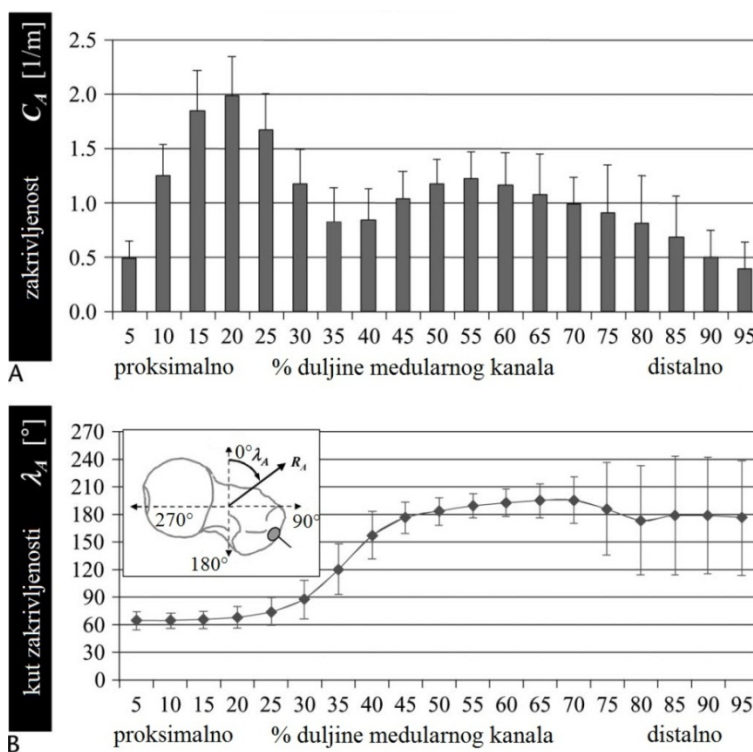 zakrivljenost C_A [1/m]
2.5
2.0
1.5
1.0
0.5
0.0
5 10 15 20 25 30 35 40 45 50 55 60 65 70 75 80 85 90 95
proksimalno % duljine medularnog kanala distalno
A
kut zakrivljenosti λ_A [°]
270
240
210
180
150
120
90
60
30
0
0° λ_A R_A
270° 90°
180°
5 10 15 20 25 30 35 40 45 50 55 60 65 70 75 80 85 90 95
proksimalno % duljine medularnog kanala distalno
B